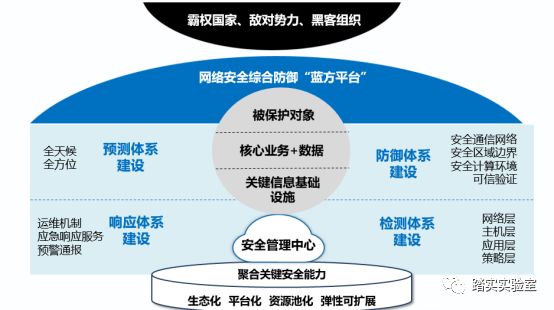 霸权国家、敌对势力、黑客组织
网络安全综合防御“蓝方平台”
被保护对象
核心业务+数据
关键信息基础
设施
全天候
全方位
预测体系
建设
防御体系
建设
安全通信网络
安全区域边界
安全计算环境
可信验证
运维机制
应急响应服务
预警通报
响应体系
建设
安全管理中心
检测体系
建设
网络层
主机层
应用层
策略层
聚合关键安全能力
生态化 平台化 资源池化 弹性可扩展
踏实实验室